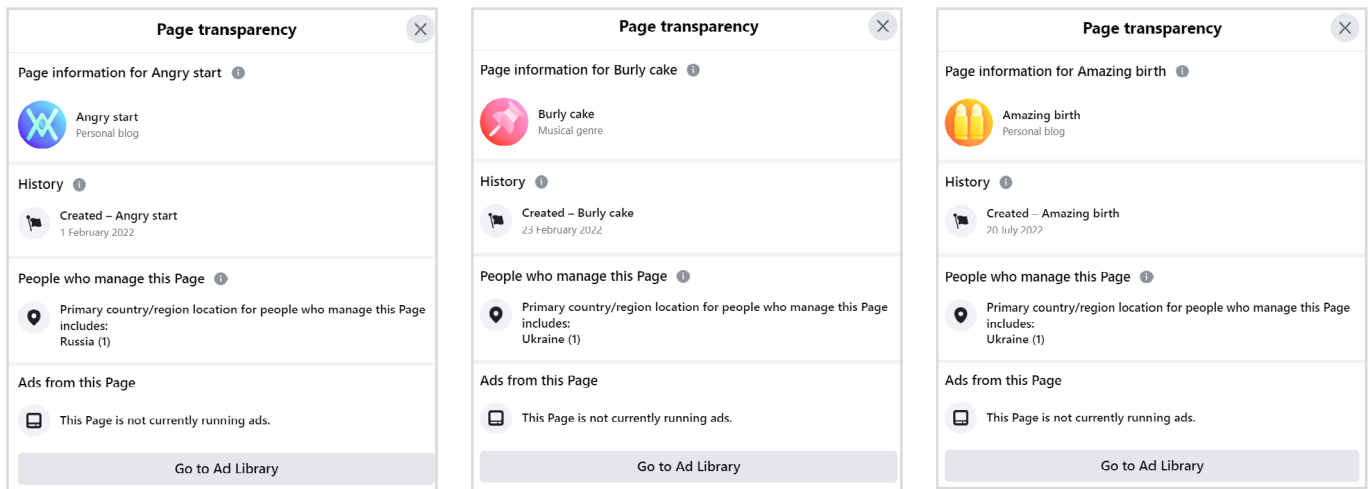 Page transparency
Page information for Angry start
Angry start
Personal blog
History
Created – Angry start
1 February 2022
People who manage this Page
Primary country/region location for people who manage this Page
includes:
Russia (1)
Ads from this Page
This Page is not currently running ads.
Go to Ad Library
Page transparency
Page information for Burly cake
Burly cake
Musical genre
History
Created – Burly cake
23 February 2022
People who manage this Page
Primary country/region location for people who manage this Page
includes:
Ukraine (1)
Ads from this Page
This Page is not currently running ads.
Go to Ad Library
Page transparency
Page information for Amazing birth
Amazing birth
Personal blog
History
Created – Amazing birth
20 July 2022
People who manage this Page
Primary country/region location for people who manage this Page
includes:
Ukraine (1)
Ads from this Page
This Page is not currently running ads.
Go to Ad Library